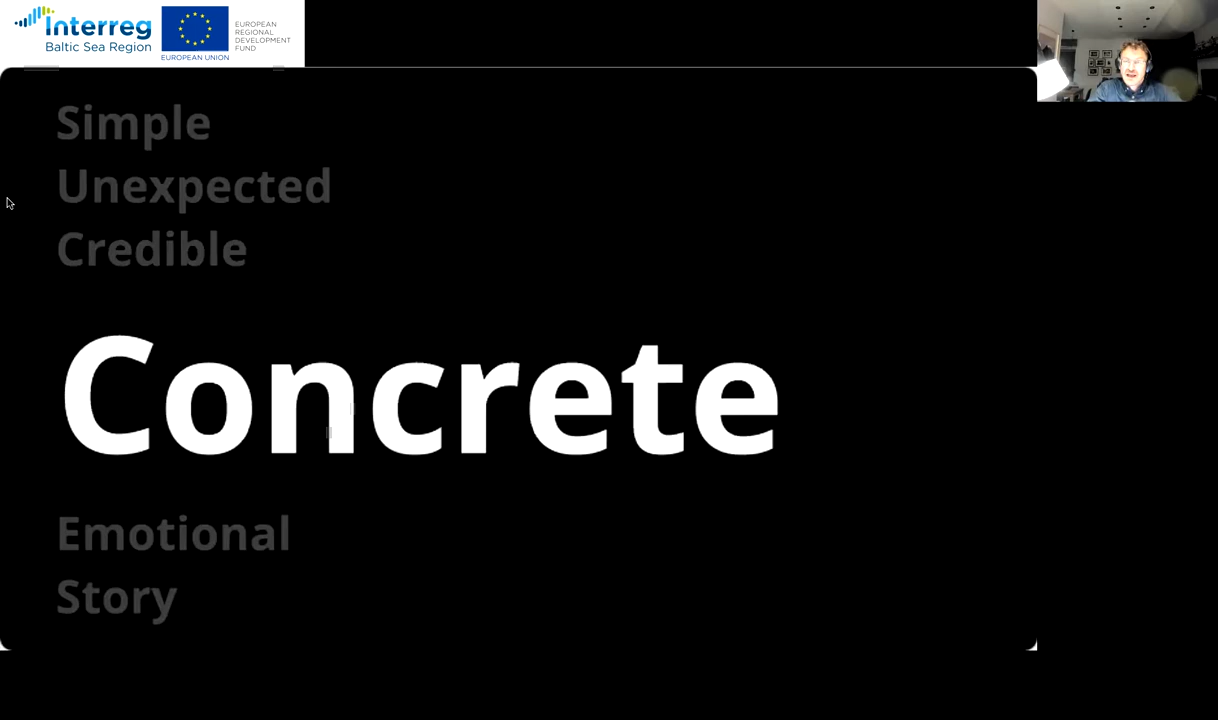 Interreg
Baltic Sea Region
EUROPEAN UNION
EUROPEAN
REGIONAL
DEVELOPMENT
FUND
Simple
Unexpected
Credible
Concrete
Emotional
Story